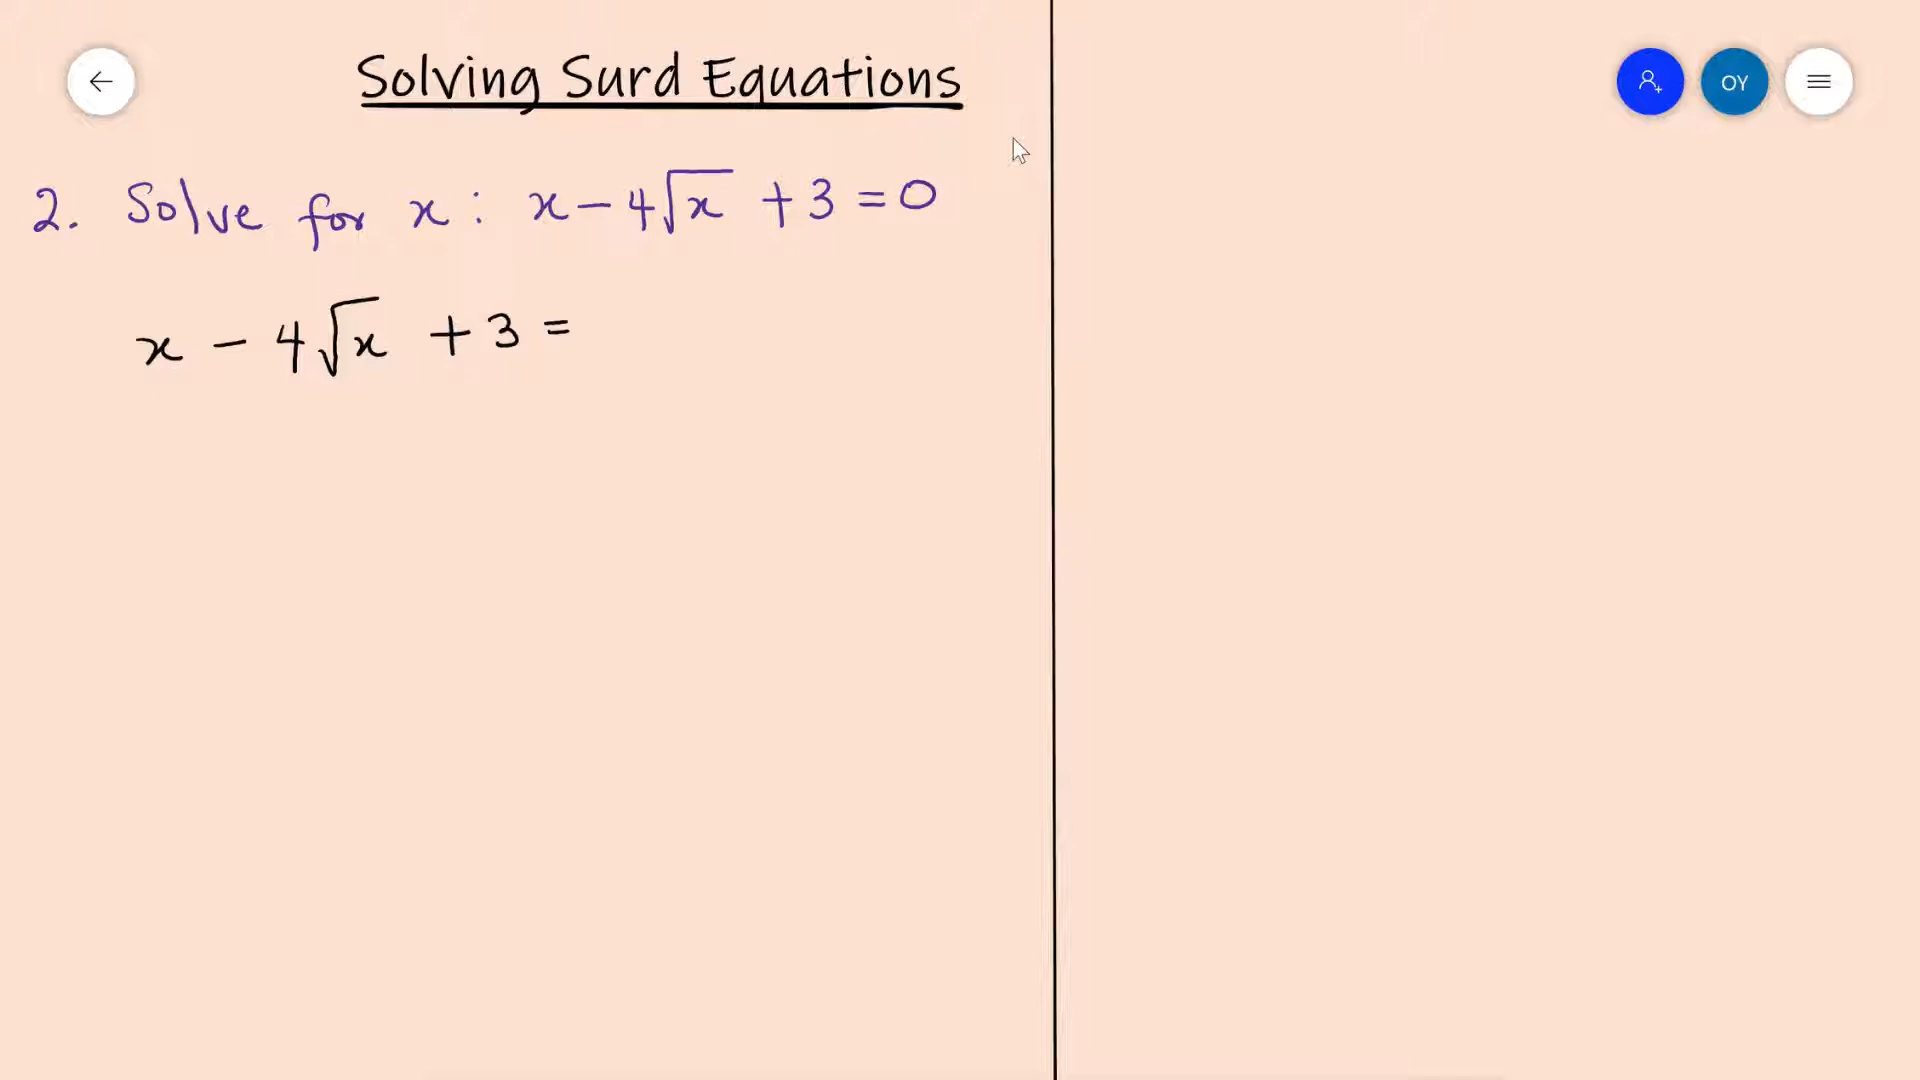 Solving Surd Equations
OY
2. Solve for x : x - 4√x + 3 = 0
x - 4√x + 3 =